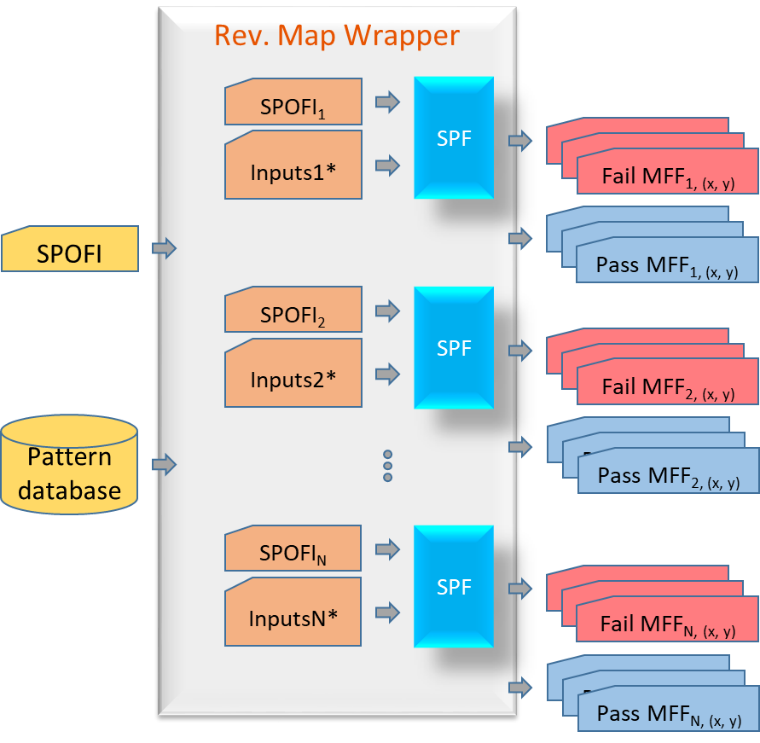 Rev. Map Wrapper
SPOFI
Pattern
database
SPOFI1
Inputs1*
SPF
Fail MFF1, (x, y)
Pass MFF1, (x, y)
SPOFI2
Inputs2*
SPF
Fail MFF2, (x, y)
Pass MFF2, (x, y)
SPOFIN
InputsN*
SPF
Fail MFFN, (x, y)
Pass MFFN, (x, y)